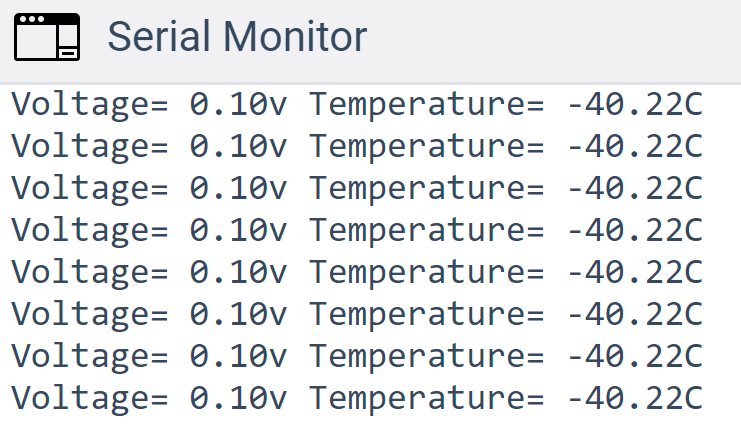 Serial Monitor
Voltage= 0.10v Temperature= -40.22C
Voltage= 0.10v Temperature= -40.22C
Voltage= 0.10v Temperature= -40.22C
Voltage= 0.10v Temperature= -40.22C
Voltage= 0.10v Temperature= -40.22C
Voltage= 0.10v Temperature= -40.22C
Voltage= 0.10v Temperature= -40.22C
Voltage= 0.10v Temperature= -40.22C